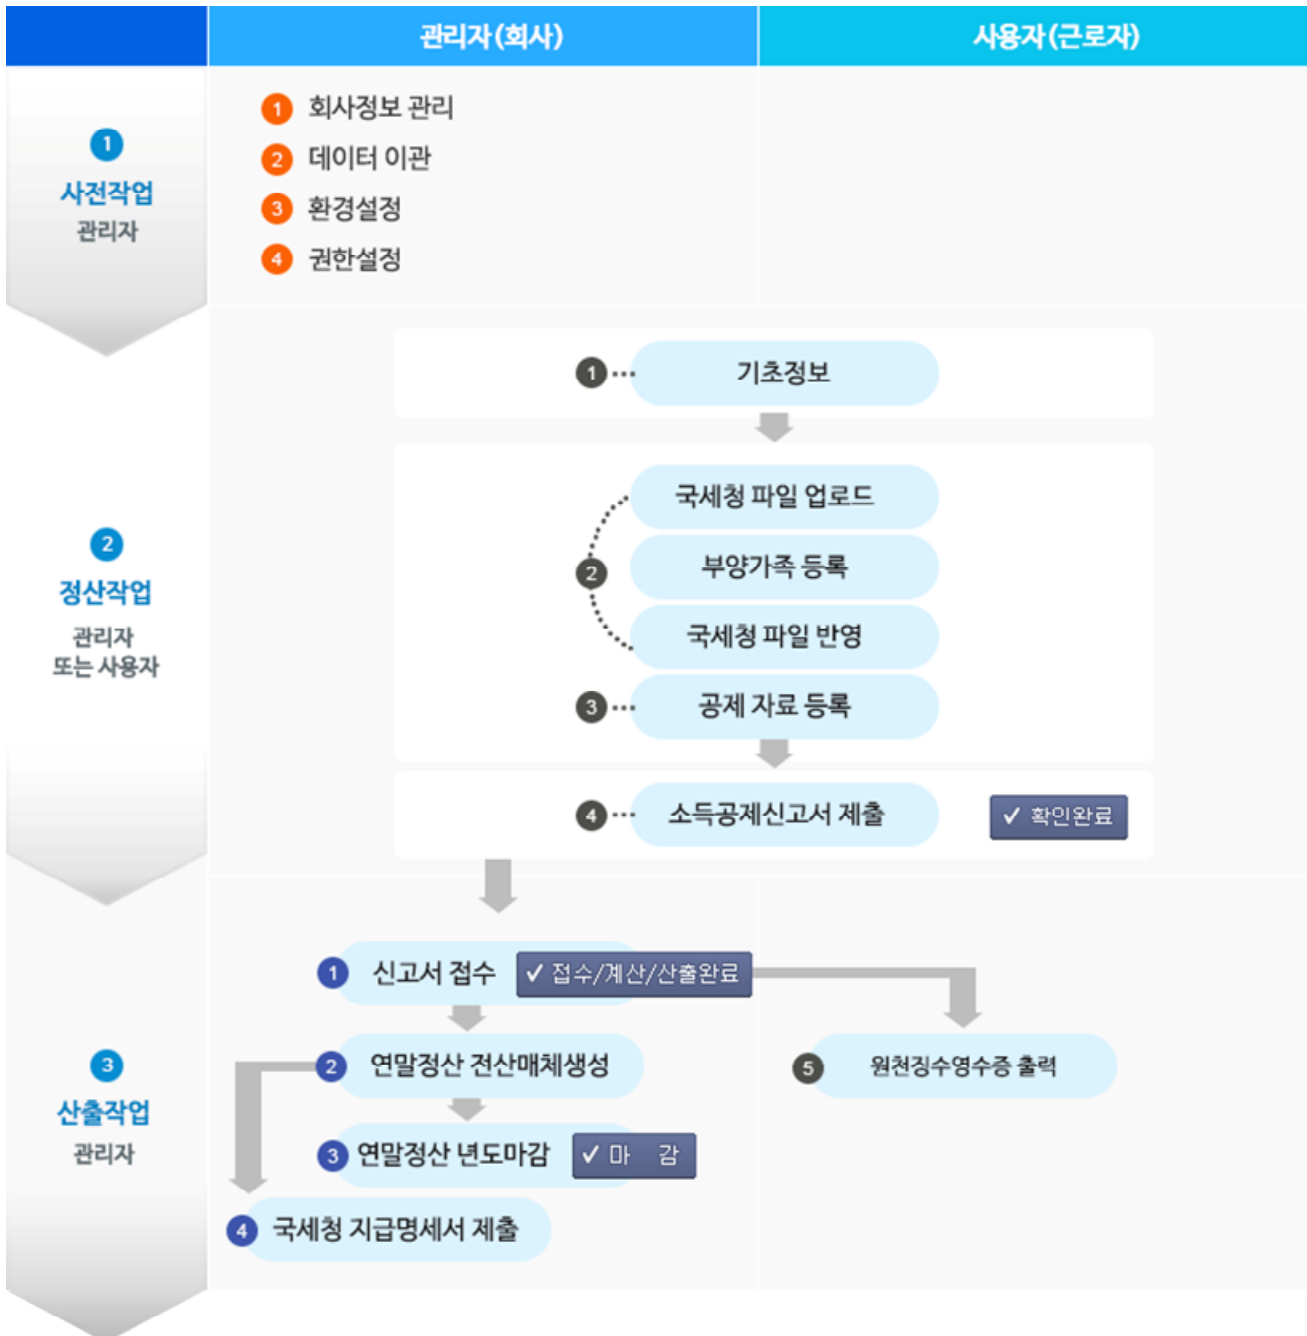 관리자(회사)
사용자(근로자)
1
사전작업
관리자
1 회사정보 관리
2 데이터 이관
3 환경설정
4 권한설정
2
정산작업
관리자
또는 사용자
1 기초정보
국세청 파일 업로드
2 부양가족 등록
국세청 파일 반영
3 공제 자료 등록
4 소득공제신고서 제출
✓ 확인완료
3
산출작업
관리자
1 신고서 접수 ✓ 접수/계산/산출완료
2 연말정산 전산매체생성
5 원천징수영수증 출력
3 연말정산 년도마감 ✓ 마 감
4 국세청 지급명세서 제출